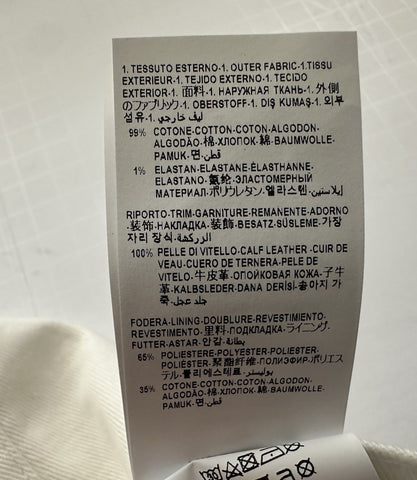 1. TESSUTO ESTERNO-1. OUTER FABRIC-1.TISSU
EXTERIEUR-1. TEJIDO EXTERNO-1. TECIDO
EXTERIOR-1. 面料-1. НАРУЖНАЯ ТКАНЬ-1. 外側
のファブリック-1. OBERSTOFF-1. DIŞ KUMAŞ-1. 외부
섬유-1. ليف خارجي
99% COTONE-COTTON-COTON-ALGODON-
ALGODÃO-棉-ХЛОПОК-綿-BAUMWOLLE-
PAMUK-면-قطن
1% ELASTAN-ELASTANE-ÉLASTHANNE-
ELASTANO-氨纶-ЭЛАСТОМЕРНЫЙ
МАТЕРИАЛ-ポリウレタン-엘라스텐-إيلاستين
RIPORTO-TRIM-GARNITURE-REMANENTE-ADORNO
-装饰-НАКЛАДКА-装飾-BESATZ-SÜSLEME-가장
자리 장식-الزركشة
100% PELLE DI VITELLO-CALF LEATHER-CUIR DE
VEAU-CUERO DE TERNERA-PELE DE
VITELO-牛皮革-ОПОЙКОВАЯ КОЖА-子牛
革-KALBSLEDER-DANA DERİSİ-송아지 가
죽-جلد عجل
FODERA-LINING-DOUBLURE-REVESTIMIENTO-
REVESTIMENTO-里料-ПОДКЛАДКА-ライニング-
FUTTER-ASTAR-안감-بطانة
65% POLIESTERE-POLYESTER-POLIESTER-
POLIÉSTER-聚酯纤维-ПОЛИЭФИР-ポリエス
テル-폴리에스테르-بوليستر
35% COTONE-COTTON-COTON-ALGODON-
ALGODÃO-棉-ХЛОПОК-綿-BAUMWOLLE-
PAMUK-면-قطن